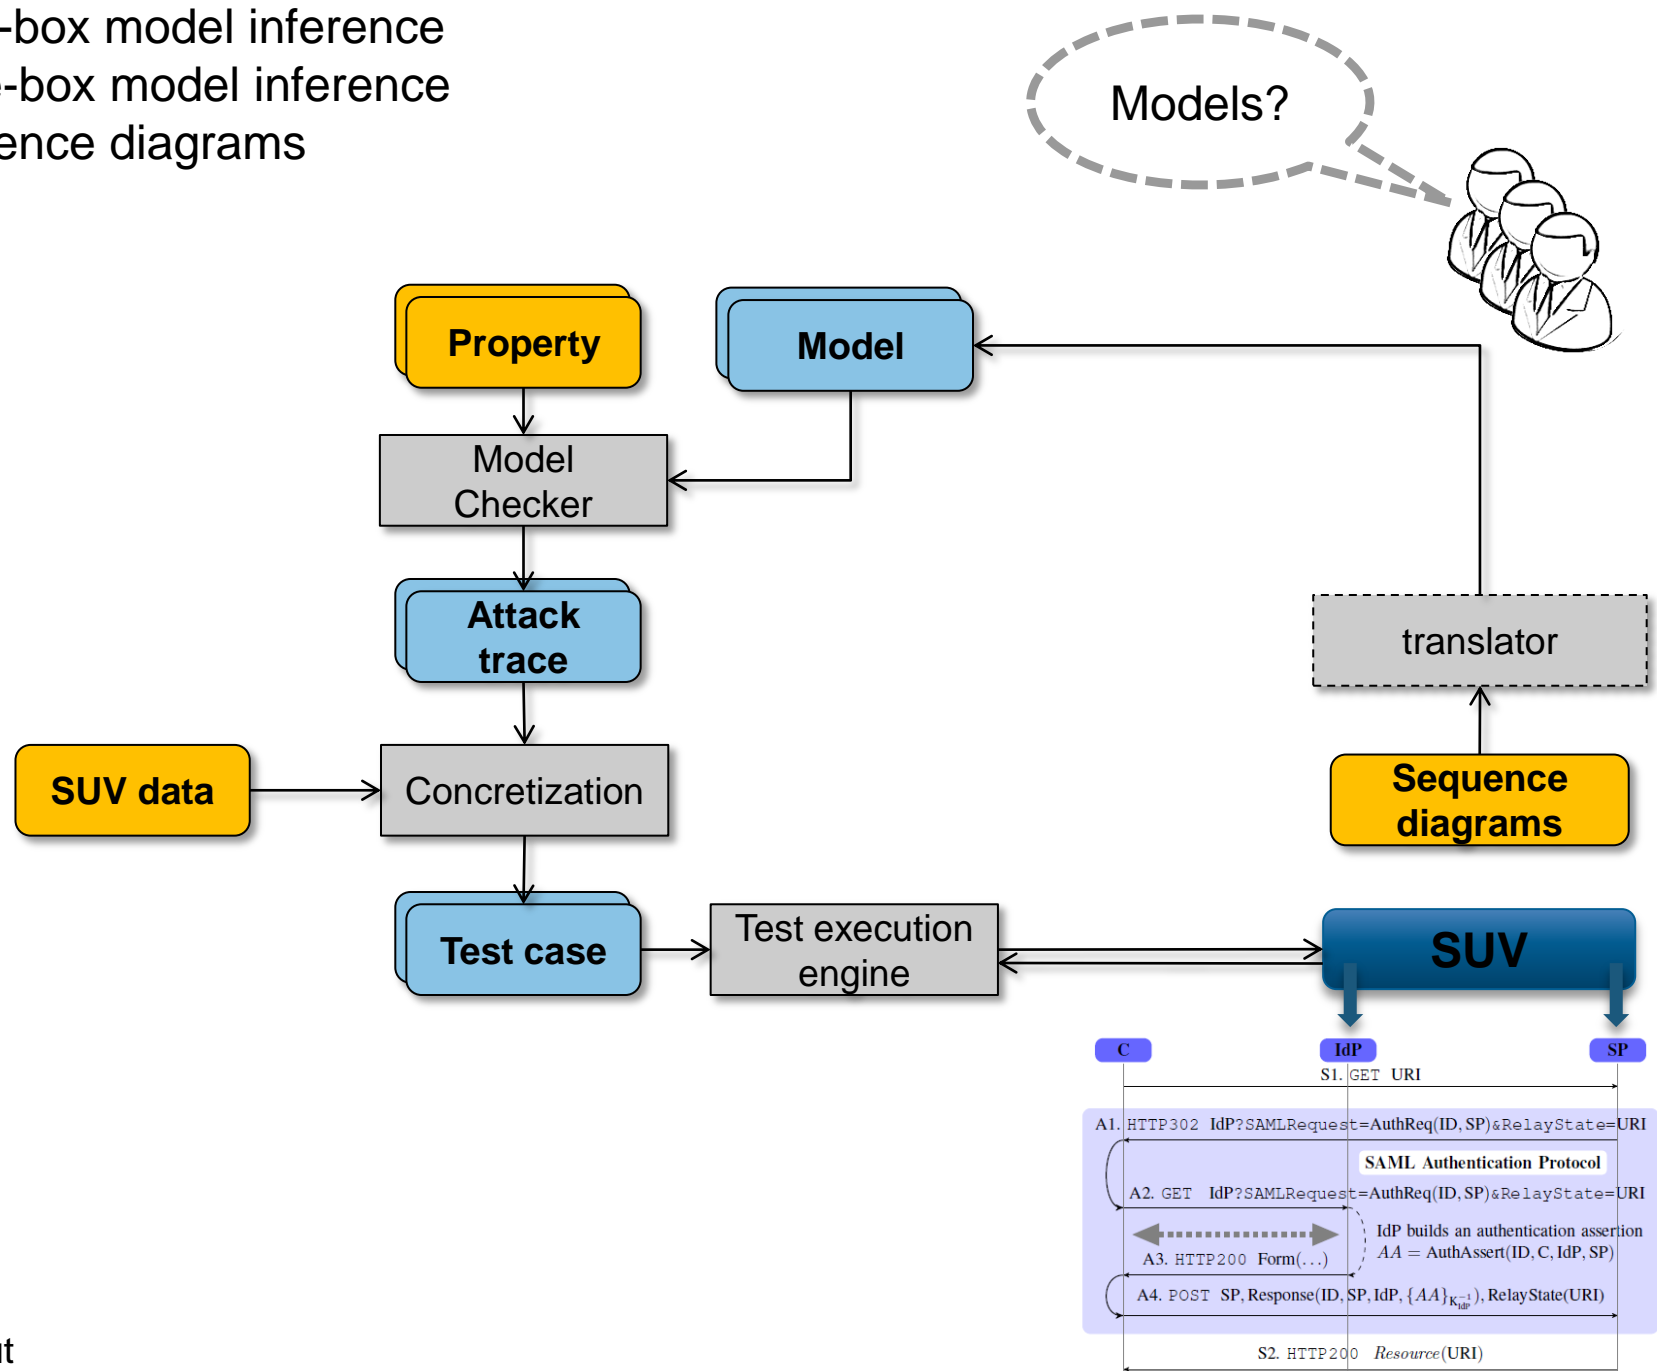 -box model inference
-box model inference
ence diagrams
Models?
Property
Model
Model
Checker
Attack
trace
translator
SUV data
Concretization
Sequence
diagrams
Test case
Test execution
engine
SUV
C IdP SP
S1. GET URI
A1. HTTP302 IdP?SAMLRequest=AuthReq(ID, SP)&RelayState=URI
SAML Authentication Protocol
A2. GET IdP?SAMLRequest=AuthReq(ID, SP)&RelayState=URI
IdP builds an authentication assertion
AA = AuthAssert(ID, C, IdP, SP)
A3. HTTP200 Form(...)
A4. POST SP, Response(ID, SP, IdP, {AA}K_IdP^-1), RelayState(URI)
S2. HTTP200 Resource(URI)